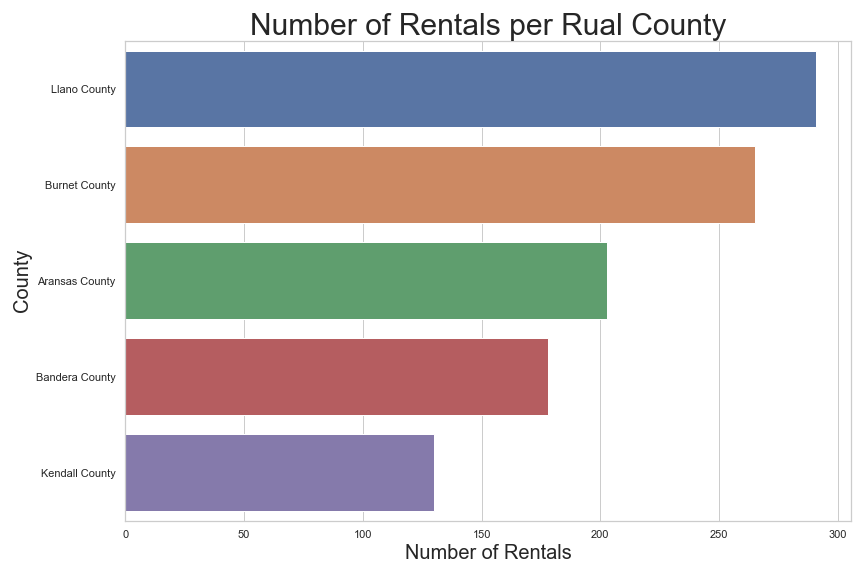 Number of Rentals per Rual County
County
Llano County
Burnet County
Aransas County
Bandera County
Kendall County
0 50 100 150 200 250 300
Number of Rentals